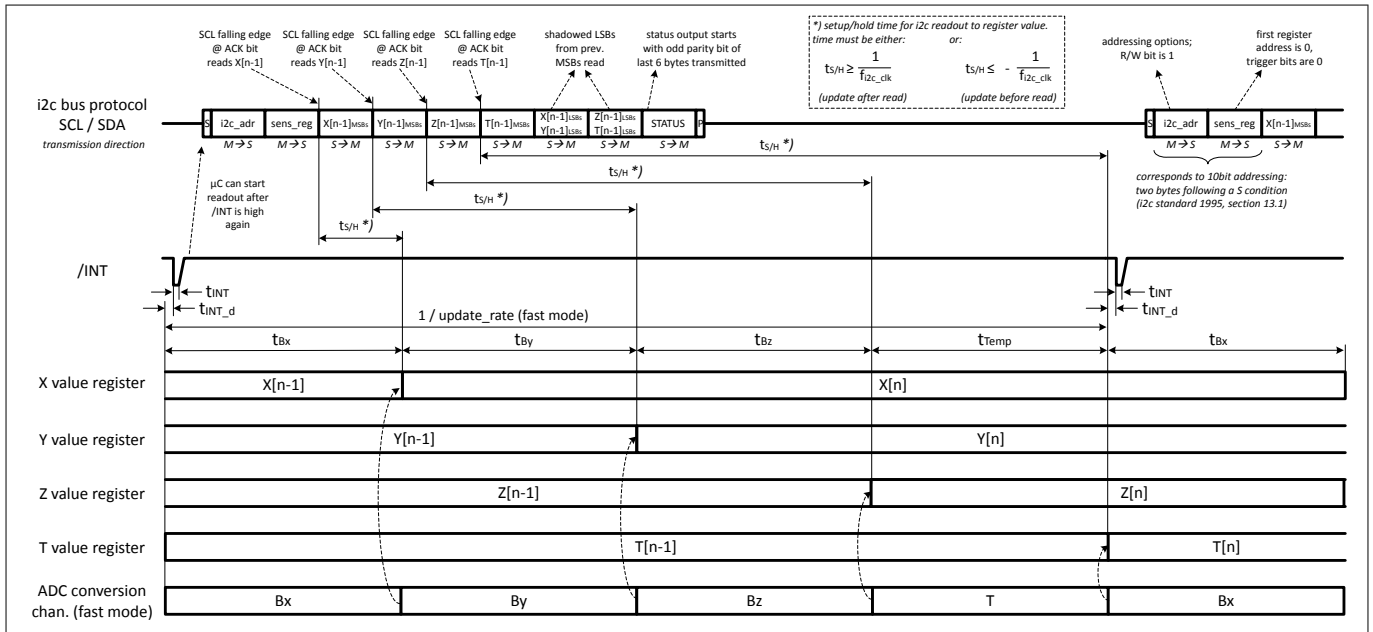 SCL falling edge
@ ACK bit
reads X[n-1]
SCL falling edge
@ ACK bit
reads Y[n-1]
SCL falling edge
@ ACK bit
reads Z[n-1]
SCL falling edge
@ ACK bit
reads T[n-1]
shadowed LSBs
from prev.
MSBs read
status output starts
with odd parity bit of
last 6 bytes transmitted
*) setup/hold time for i2c readout to register value.
time must be either: or:
tS/H ≥ 1 / fi2c_clk tS/H ≤ - 1 / fi2c_clk
(update after read) (update before read)
addressing options;
R/W bit is 1
first register
address is 0,
trigger bits are 0
i2c bus protocol
SCL / SDA
transmission direction
S i2c_adr sens_reg X[n-1]MSBs Y[n-1]MSBs Z[n-1]MSBs T[n-1]MSBs X[n-1]LSBs Y[n-1]LSBs Z[n-1]LSBs T[n-1]LSBs STATUS P
M→S M→S S→M S→M S→M S→M S→M S→M S→M
S i2c_adr sens_reg X[n-1]MSBs
M→S M→S S→M
tS/H *)
tS/H *)
tS/H *)
tS/H *)
corresponds to 10bit addressing:
two bytes following a S condition
(i2c standard 1995, section 13.1)
µC can start
readout after
/INT is high
again
/INT
tINT
tINT_d
tINT
tINT_d
1 / update_rate (fast mode)
tBx tBy tBz tTemp tBx
X value register X[n-1] X[n]
Y value register Y[n-1] Y[n]
Z value register Z[n-1] Z[n]
T value register T[n-1] T[n]
ADC conversion
chan. (fast mode)
Bx By Bz T Bx